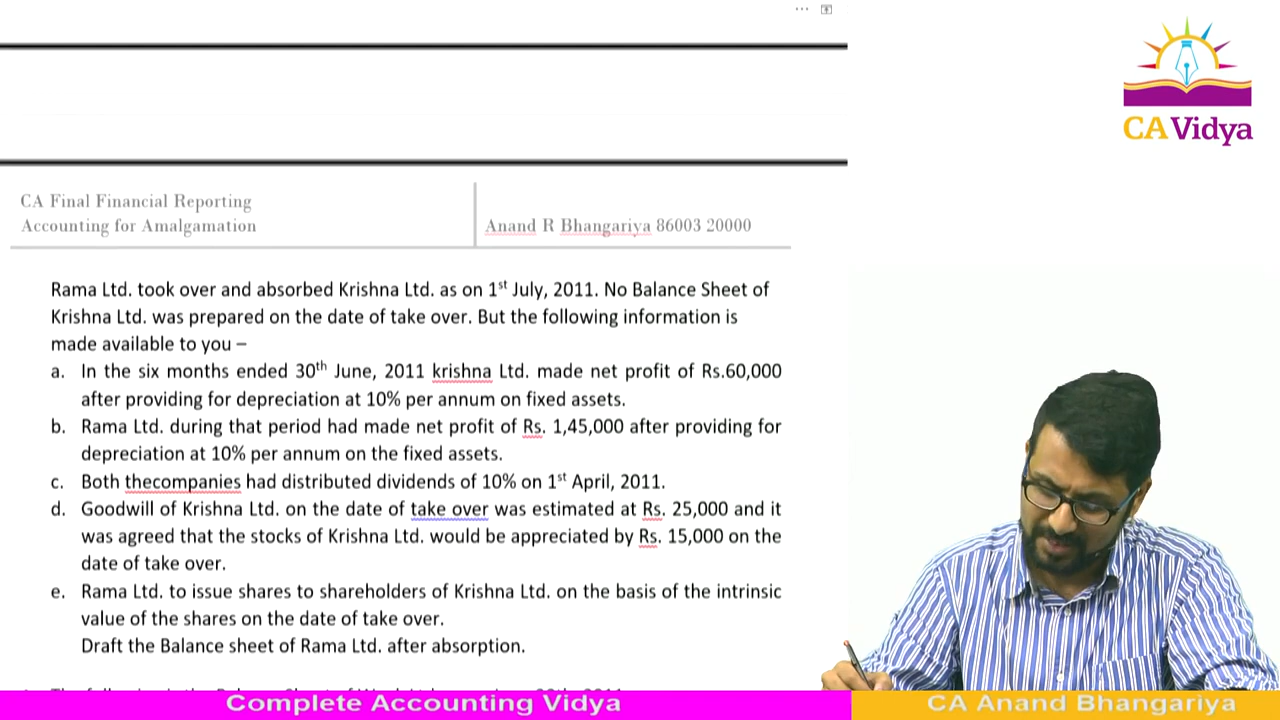 CA Vidya
CA Final Financial Reporting
Accounting for Amalgamation
Anand R Bhangariya 86003 20000
Rama Ltd. took over and absorbed Krishna Ltd. as on 1st July, 2011. No Balance Sheet of
Krishna Ltd. was prepared on the date of take over. But the following information is
made available to you –
a. In the six months ended 30th June, 2011 krishna Ltd. made net profit of Rs.60,000
after providing for depreciation at 10% per annum on fixed assets.
b. Rama Ltd. during that period had made net profit of Rs. 1,45,000 after providing for
depreciation at 10% per annum on the fixed assets.
c. Both thecompanies had distributed dividends of 10% on 1st April, 2011.
d. Goodwill of Krishna Ltd. on the date of take over was estimated at Rs. 25,000 and it
was agreed that the stocks of Krishna Ltd. would be appreciated by Rs. 15,000 on the
date of take over.
e. Rama Ltd. to issue shares to shareholders of Krishna Ltd. on the basis of the intrinsic
value of the shares on the date of take over.
Draft the Balance sheet of Rama Ltd. after absorption.
Complete Accounting Vidya
CA Anand Bhangariya